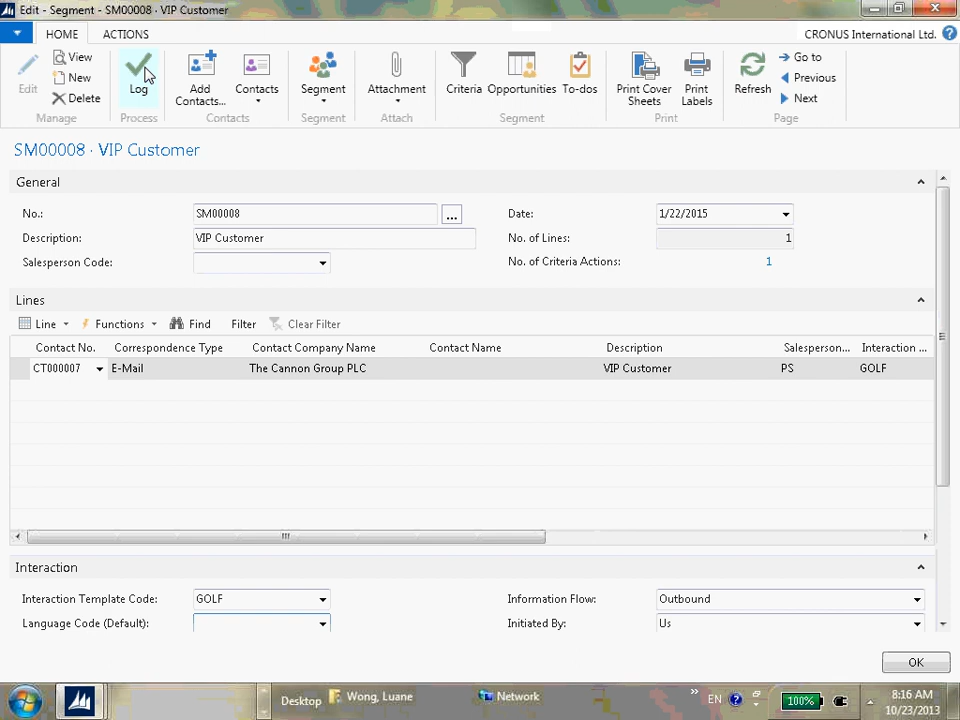 Edit - Segment - SM00008 · VIP Customer
HOME ACTIONS CRONUS International Ltd.
Edit View New Delete Manage
Log Process
Add Contacts... Contacts Contacts
Segment Segment
Attachment Attach
Criteria Opportunities To-dos Segment
Print Cover Sheets Print Labels Print
Refresh Go to Previous Next Page
SM00008 · VIP Customer
General
No.: SM00008 ... Date: 1/22/2015
Description: VIP Customer No. of Lines: 1
Salesperson Code: No. of Criteria Actions: 1
Lines
Line Functions Find Filter Clear Filter
Contact No. Correspondence Type Contact Company Name Contact Name Description Salesperson... Interaction ...
CT000007 E-Mail The Cannon Group PLC VIP Customer PS GOLF
Interaction
Interaction Template Code: GOLF Information Flow: Outbound
Language Code (Default): Initiated By: Us
OK
Desktop Wong, Luane Network » EN 100% 8:16 AM
10/23/2013